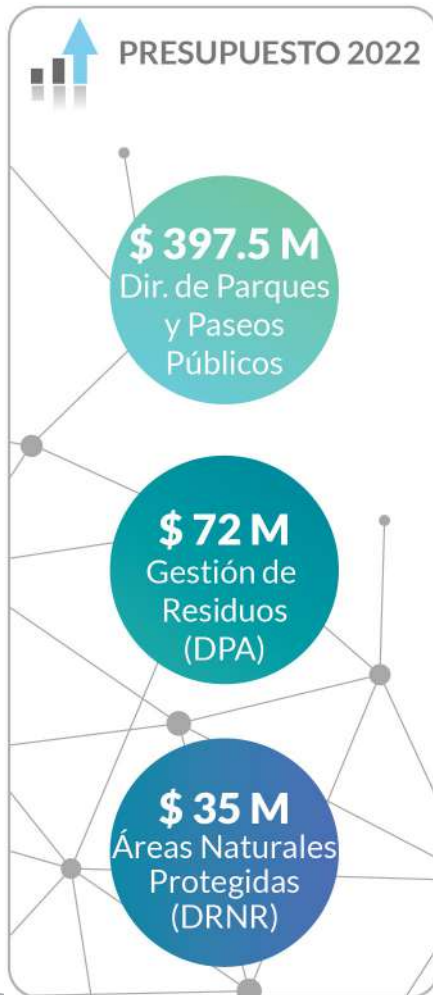 PRESUPUESTO 2022
$ 397.5 M
Dir. de Parques
y Paseos
Públicos
$ 72 M
Gestión de
Residuos
(DPA)
$ 35 M
Áreas Naturales
Protegidas
(DRNR)